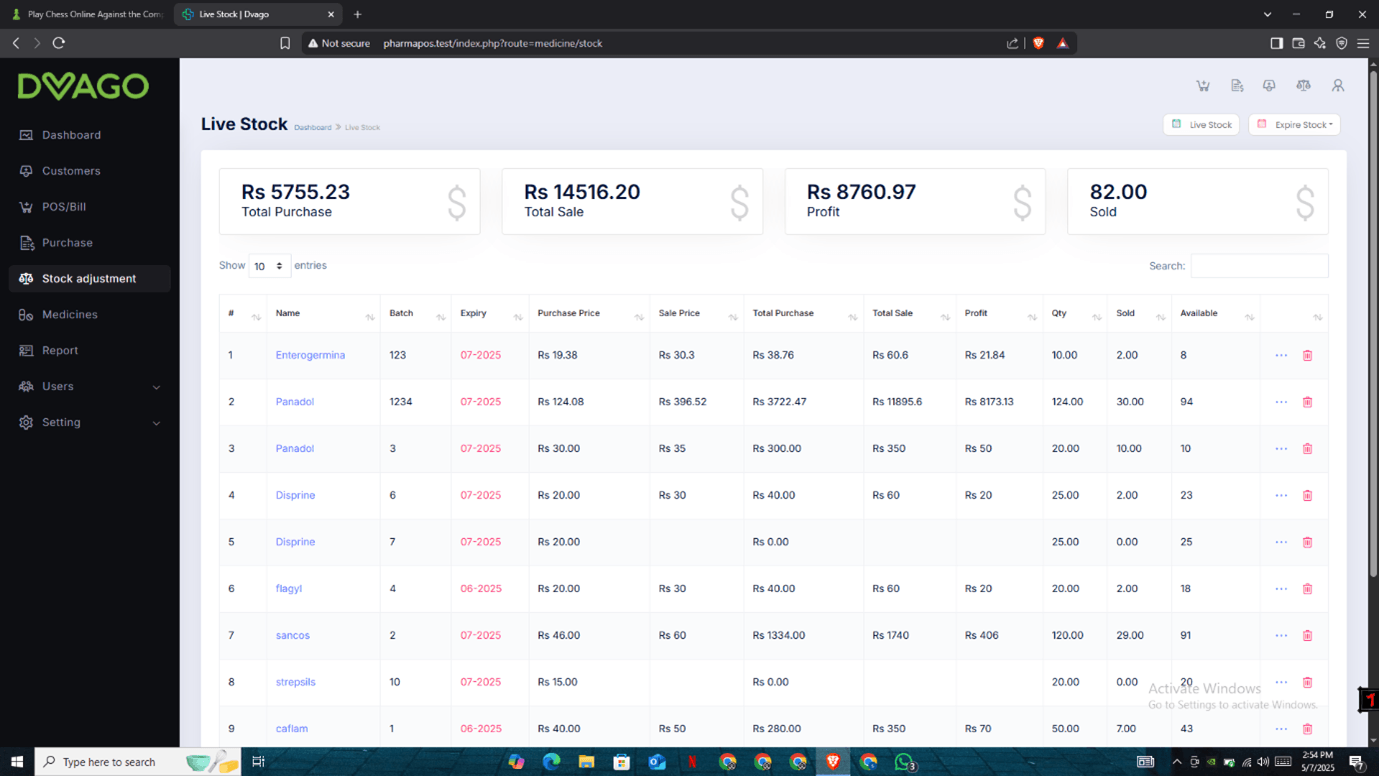 Play Chess Online Against the Com
Live Stock | Dvago
Not secure pharmapos.test/index.php?route=medicine/stock
DVAGO
Dashboard
Customers
POS/Bill
Purchase
Stock adjustment
Medicines
Report
Users
Setting
Live Stock Dashboard » Live Stock
Live Stock
Expire Stock
Rs 5755.23
Total Purchase
Rs 14516.20
Total Sale
Rs 8760.97
Profit
82.00
Sold
Show 10 entries
Search:
# Name Batch Expiry Purchase Price Sale Price Total Purchase Total Sale Profit Qty Sold Available
1 Enterogermina 123 07-2025 Rs 19.38 Rs 30.3 Rs 38.76 Rs 60.6 Rs 21.84 10.00 2.00 8
2 Panadol 1234 07-2025 Rs 124.08 Rs 396.52 Rs 3722.47 Rs 11895.6 Rs 8173.13 124.00 30.00 94
3 Panadol 3 07-2025 Rs 30.00 Rs 35 Rs 300.00 Rs 350 Rs 50 20.00 10.00 10
4 Disprine 6 07-2025 Rs 20.00 Rs 30 Rs 40.00 Rs 60 Rs 20 25.00 2.00 23
5 Disprine 7 07-2025 Rs 20.00 Rs 0.00 25.00 0.00 25
6 flagyl 4 06-2025 Rs 20.00 Rs 30 Rs 40.00 Rs 60 Rs 20 20.00 2.00 18
7 sancos 2 07-2025 Rs 46.00 Rs 60 Rs 1334.00 Rs 1740 Rs 406 120.00 29.00 91
8 strepsils 10 07-2025 Rs 15.00 Rs 0.00 20.00 0.00 20
9 caflam 1 06-2025 Rs 40.00 Rs 50 Rs 280.00 Rs 350 Rs 70 50.00 7.00 43
Activate Windows
Go to Settings to activate Windows.
Type here to search
3
2:54 PM
5/7/2025
7